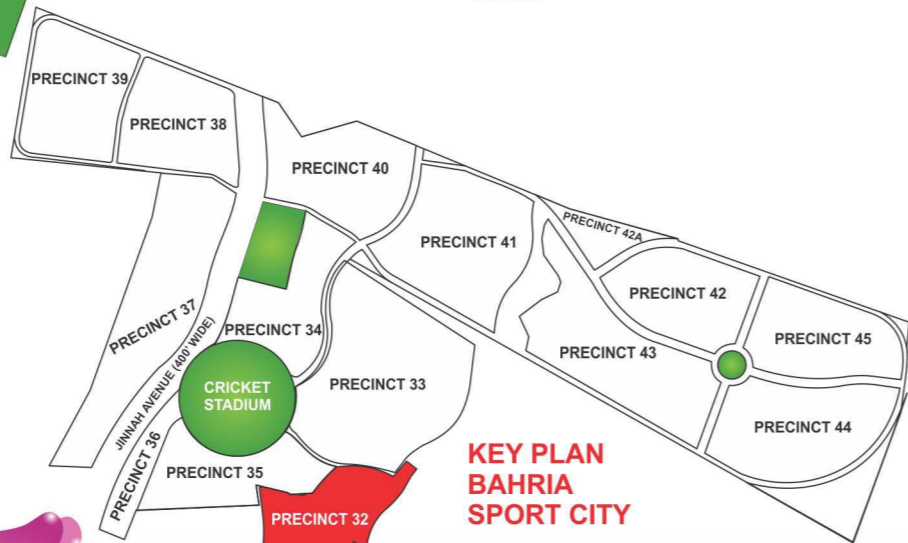 PRECINCT 39
PRECINCT 38
PRECINCT 40
PRECINCT 41
PRECINCT 42A
PRECINCT 42
PRECINCT 45
PRECINCT 37
JINNAH AVENUE (400' WIDE)
PRECINCT 34
PRECINCT 43
CRICKET
STADIUM
PRECINCT 33
PRECINCT 44
PRECINCT 36
PRECINCT 35
PRECINCT 32
KEY PLAN
BAHRIA
SPORT CITY